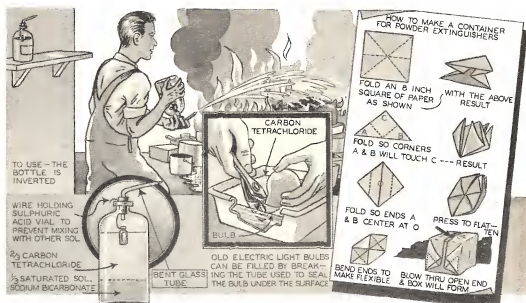 HOW TO MAKE A CONTAINER
FOR POWDER EXTINGUISHERS
FOLD AN 8 INCH
SQUARE OF PAPER
AS SHOWN
WITH THE ABOVE
RESULT
C
B
FOLD SO CORNERS
A & B WILL TOUCH C --- RESULT
O
FOLD SO ENDS A
& B CENTER AT O
PRESS TO FLAT-
TEN
BEND ENDS TO
MAKE FLEXIBLE
BLOW THRU OPEN END
& BOX WILL FORM
CARBON
TETRACHLORIDE
BULB
OLD ELECTRIC LIGHT BULBS
CAN BE FILLED BY BREAK-
ING THE TUBE USED TO SEAL
THE BULB UNDER THE SURFACE
TO USE - THE
BOTTLE IS
INVERTED
WIRE HOLDING
SULPHURIC
ACID VIAL TO
PREVENT MIXING
WITH OTHER SOL.
⅔ CARBON
TETRACHLORIDE
⅓ SATURATED SOL.
SODIUM BICARBONATE
BENT GLASS
TUBE